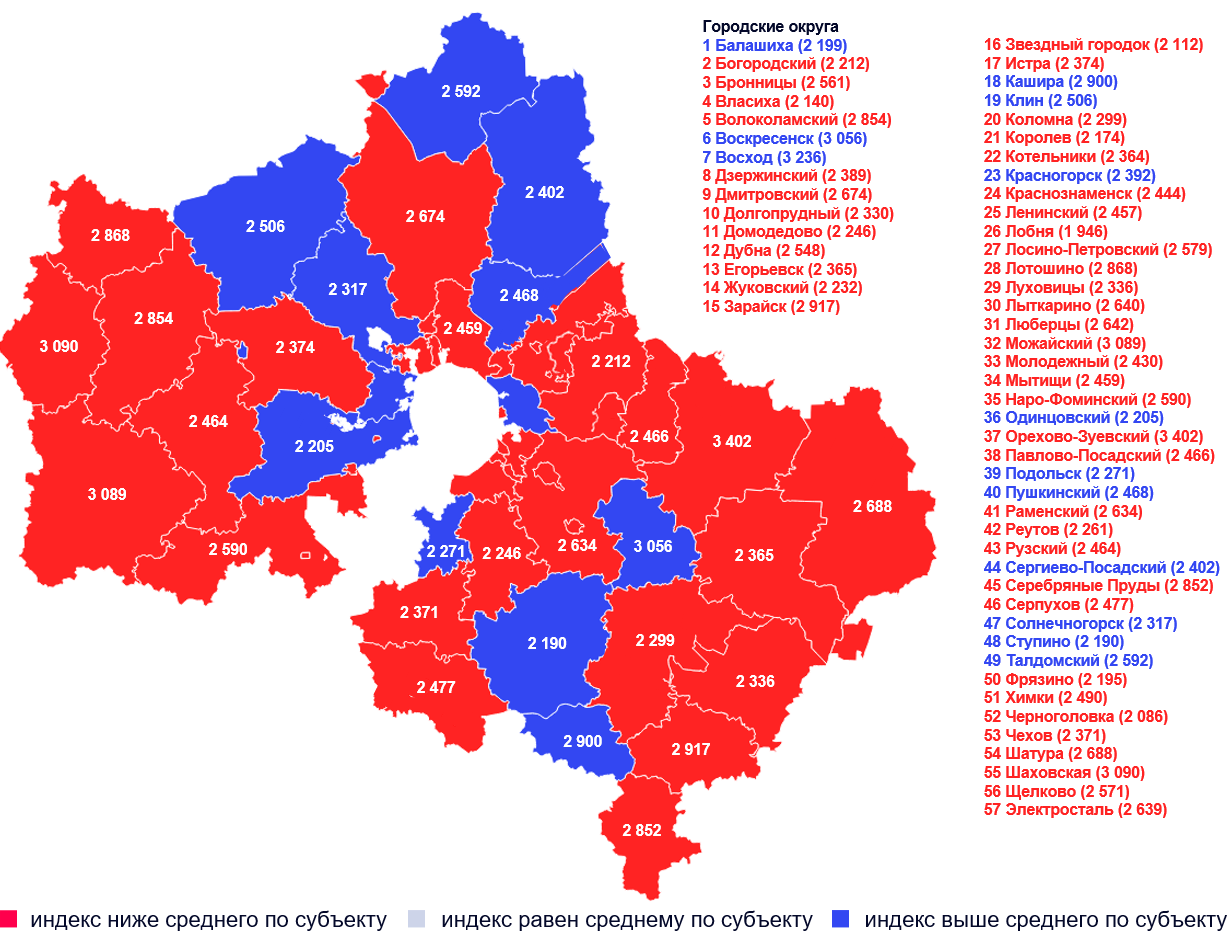 Городские округа
1 Балашиха (2 199)
2 Богородский (2 212)
3 Бронницы (2 561)
4 Власиха (2 140)
5 Волоколамский (2 854)
6 Воскресенск (3 056)
7 Восход (3 236)
8 Дзержинский (2 389)
9 Дмитровский (2 674)
10 Долгопрудный (2 330)
11 Домодедово (2 246)
12 Дубна (2 548)
13 Егорьевск (2 365)
14 Жуковский (2 232)
15 Зарайск (2 917)
16 Звездный городок (2 112)
17 Истра (2 374)
18 Кашира (2 900)
19 Клин (2 506)
20 Коломна (2 299)
21 Королев (2 174)
22 Котельники (2 364)
23 Красногорск (2 392)
24 Краснознаменск (2 444)
25 Ленинский (2 457)
26 Лобня (1 946)
27 Лосино-Петровский (2 579)
28 Лотошино (2 868)
29 Луховицы (2 336)
30 Лыткарино (2 640)
31 Люберцы (2 642)
32 Можайский (3 089)
33 Молодежный (2 430)
34 Мытищи (2 459)
35 Наро-Фоминский (2 590)
36 Одинцовский (2 205)
37 Орехово-Зуевский (3 402)
38 Павлово-Посадский (2 466)
39 Подольск (2 271)
40 Пушкинский (2 468)
41 Раменский (2 634)
42 Реутов (2 261)
43 Рузский (2 464)
44 Сергиево-Посадский (2 402)
45 Серебряные Пруды (2 852)
46 Серпухов (2 477)
47 Солнечногорск (2 317)
48 Ступино (2 190)
49 Талдомский (2 592)
50 Фрязино (2 195)
51 Химки (2 490)
52 Черноголовка (2 086)
53 Чехов (2 371)
54 Шатура (2 688)
55 Шаховская (3 090)
56 Щелково (2 571)
57 Электросталь (2 639)
2 592
2 402
2 674
2 506
2 868
2 317
2 468
2 854
2 459
3 090
2 374
2 212
2 464
2 466
3 402
2 205
3 089
2 688
2 590
2 271
2 246
2 634
3 056
2 365
2 371
2 190
2 299
2 477
2 336
2 900
2 917
2 852
индекс ниже среднего по субъекту
индекс равен среднему по субъекту
индекс выше среднего по субъекту